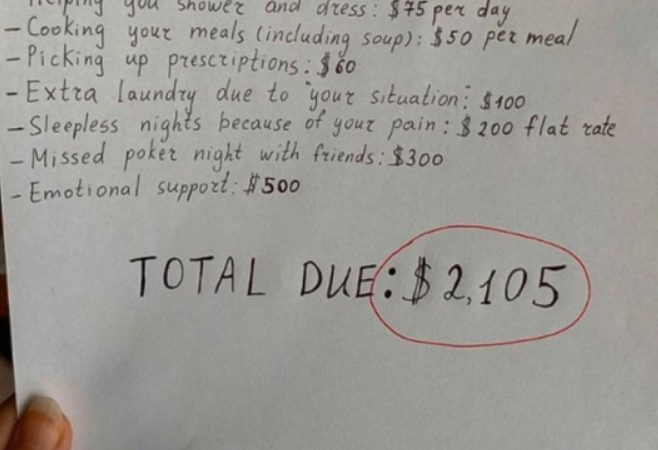 Helping you shower and dress: $75 per day
- Cooking your meals (including soup): $50 per meal
- Picking up prescriptions: $60
- Extra laundry due to "your situation": $100
- Sleepless nights because of your pain: $200 flat rate
- Missed poker night with friends: $300
- Emotional support: $500
TOTAL DUE: $2,105